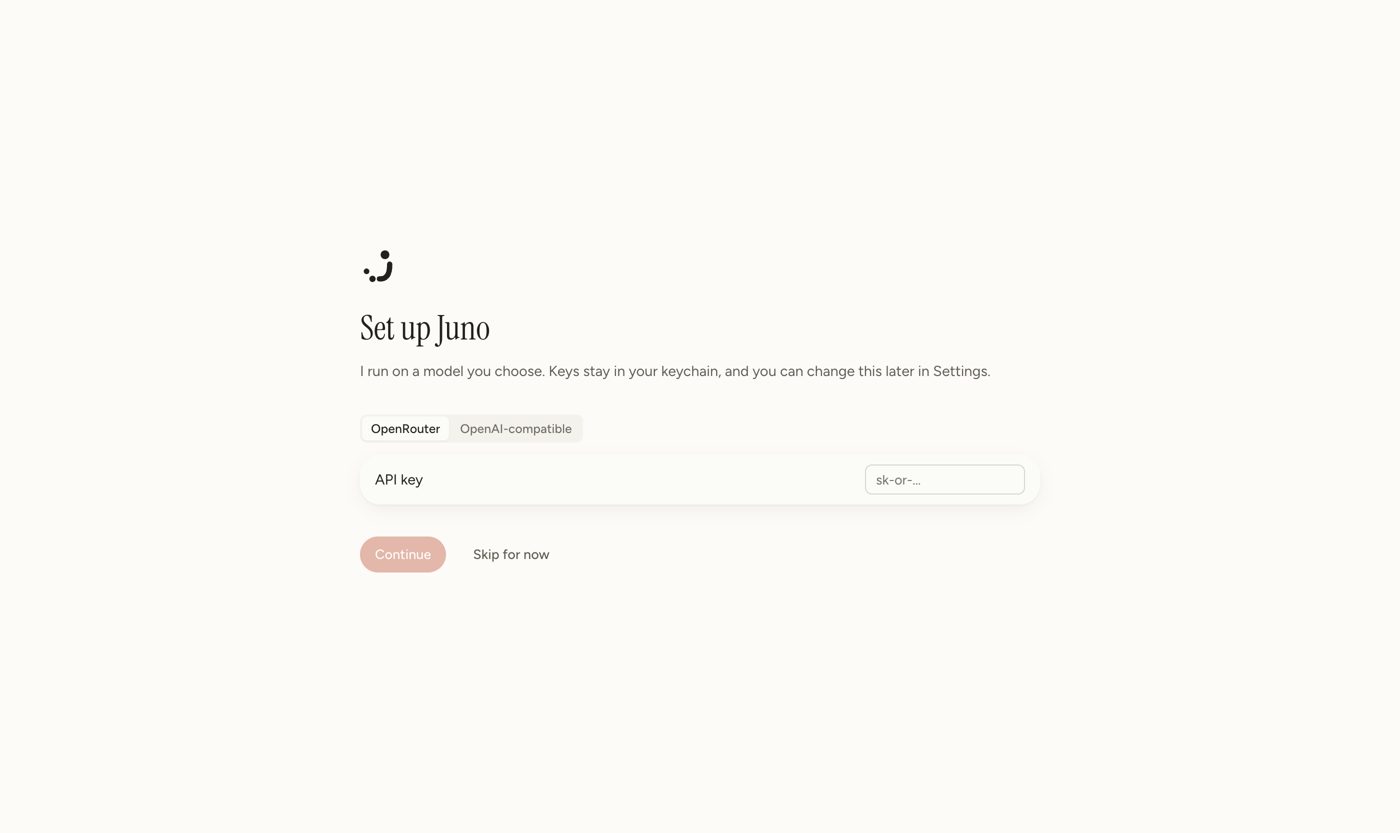 Set up Juno
I run on a model you choose. Keys stay in your keychain, and you can change this later in Settings.
OpenRouter
OpenAI-compatible
API key
sk-or-...
Continue
Skip for now